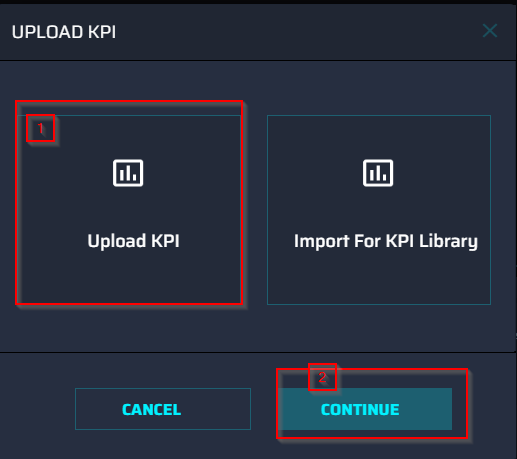 UPLOAD KPI
1
Upload KPI
Import For KPI Library
2
CANCEL
CONTINUE